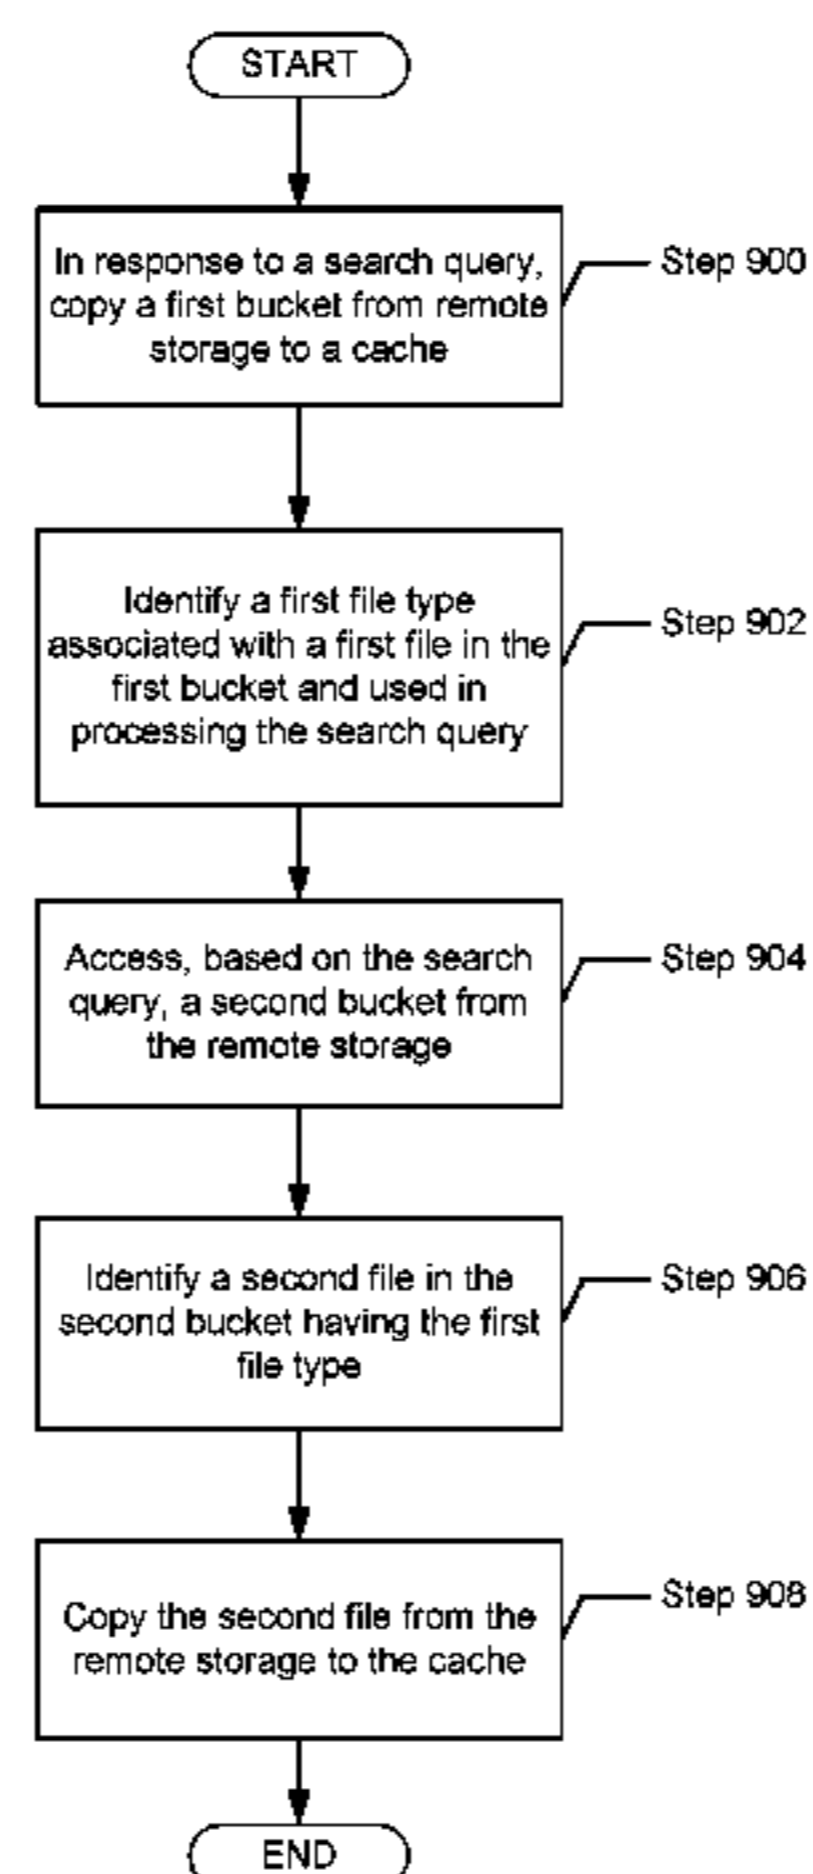 START
In response to a search query,
copy a first bucket from remote
storage to a cache
Step 900
Identify a first file type
associated with a first file in the
first bucket and used in
processing the search query
Step 902
Access, based on the search
query, a second bucket from
the remote storage
Step 904
Identify a second file in the
second bucket having the first
file type
Step 906
Copy the second file from the
remote storage to the cache
Step 908
END